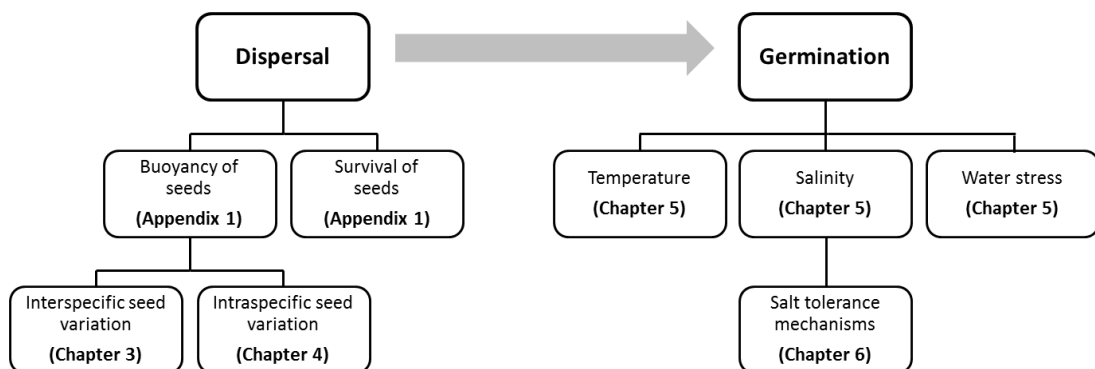 Dispersal
Germination
Buoyancy of
seeds
(Appendix 1)
Survival of
seeds
(Appendix 1)
Temperature
(Chapter 5)
Salinity
(Chapter 5)
Water stress
(Chapter 5)
Interspecific seed
variation
(Chapter 3)
Intraspecific seed
variation
(Chapter 4)
Salt tolerance
mechanisms
(Chapter 6)